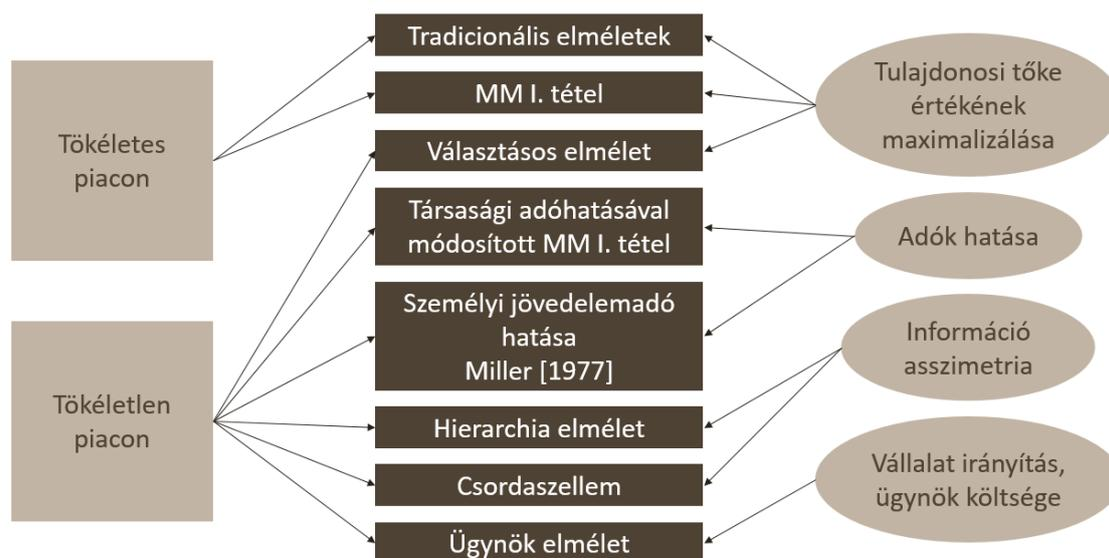 Tökéletes
piacon
Tökéletlen
piacon
Tradicionális elméletek
MM I. tétel
Választásos elmélet
Társasági adóhatásával
módosított MM I. tétel
Személyi jövedelemadó
hatása
Miller [1977]
Hierarchia elmélet
Csordaszellem
Ügynök elmélet
Tulajdonosi tőke
értékének
maximalizálása
Adók hatása
Információ
asszimetria
Vállalat irányítás,
ügynök költsége